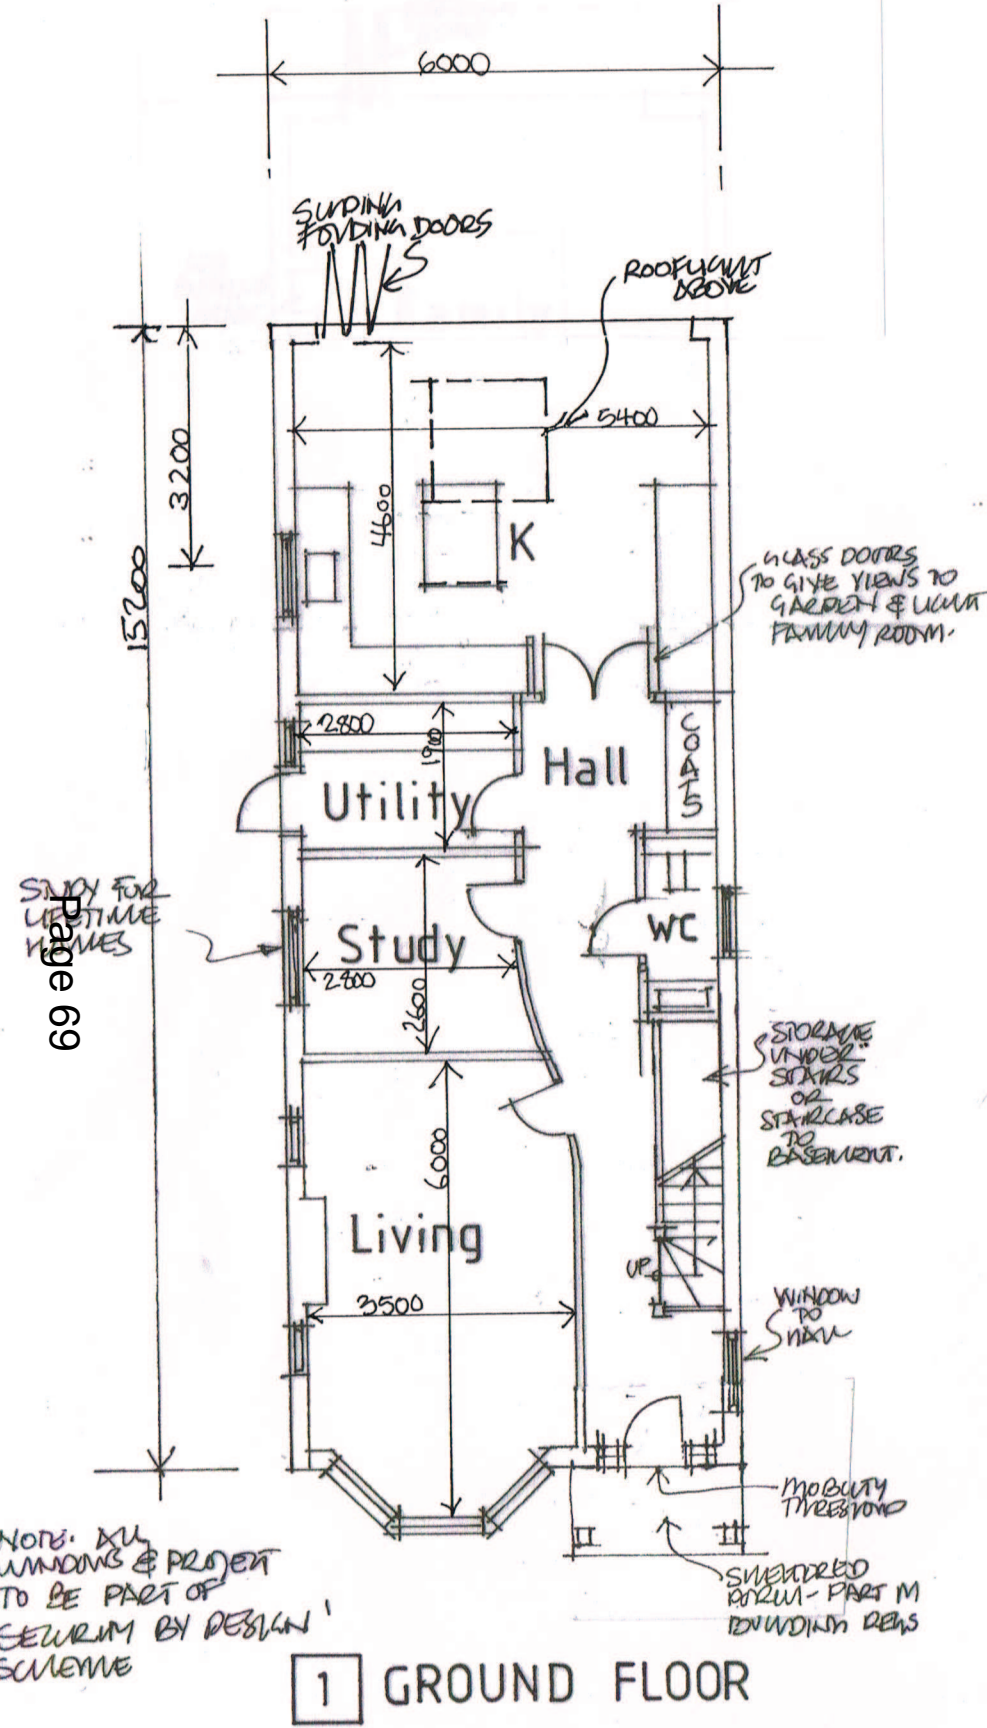 6000
SLIDING
FOLDING DOORS
ROOFLIGHT
ABOVE
5400
3200
4600
K
15200
GLASS DOORS
TO GIVE VIEWS TO
GARDEN & LIGHT
FAMILY ROOM.
2800
1900
Hall
COATS
Utility
STUDY FOR
LIFETIME
HOMES
Page 69
Study
WC
2800
2600
STORAGE
UNDER
STAIRS
OR
STAIRCASE
TO
BASEMENT.
6000
Living
UP
3500
WINDOW
TO
HALL
MOBILITY
THRESHOLD
NOTE. ALL
WINDOWS & PROJECT
TO BE PART OF
SECURITY BY DESIGN'
SCHEME
SHELTERED
PORCH - PART M
BUILDING REGS
1 GROUND FLOOR